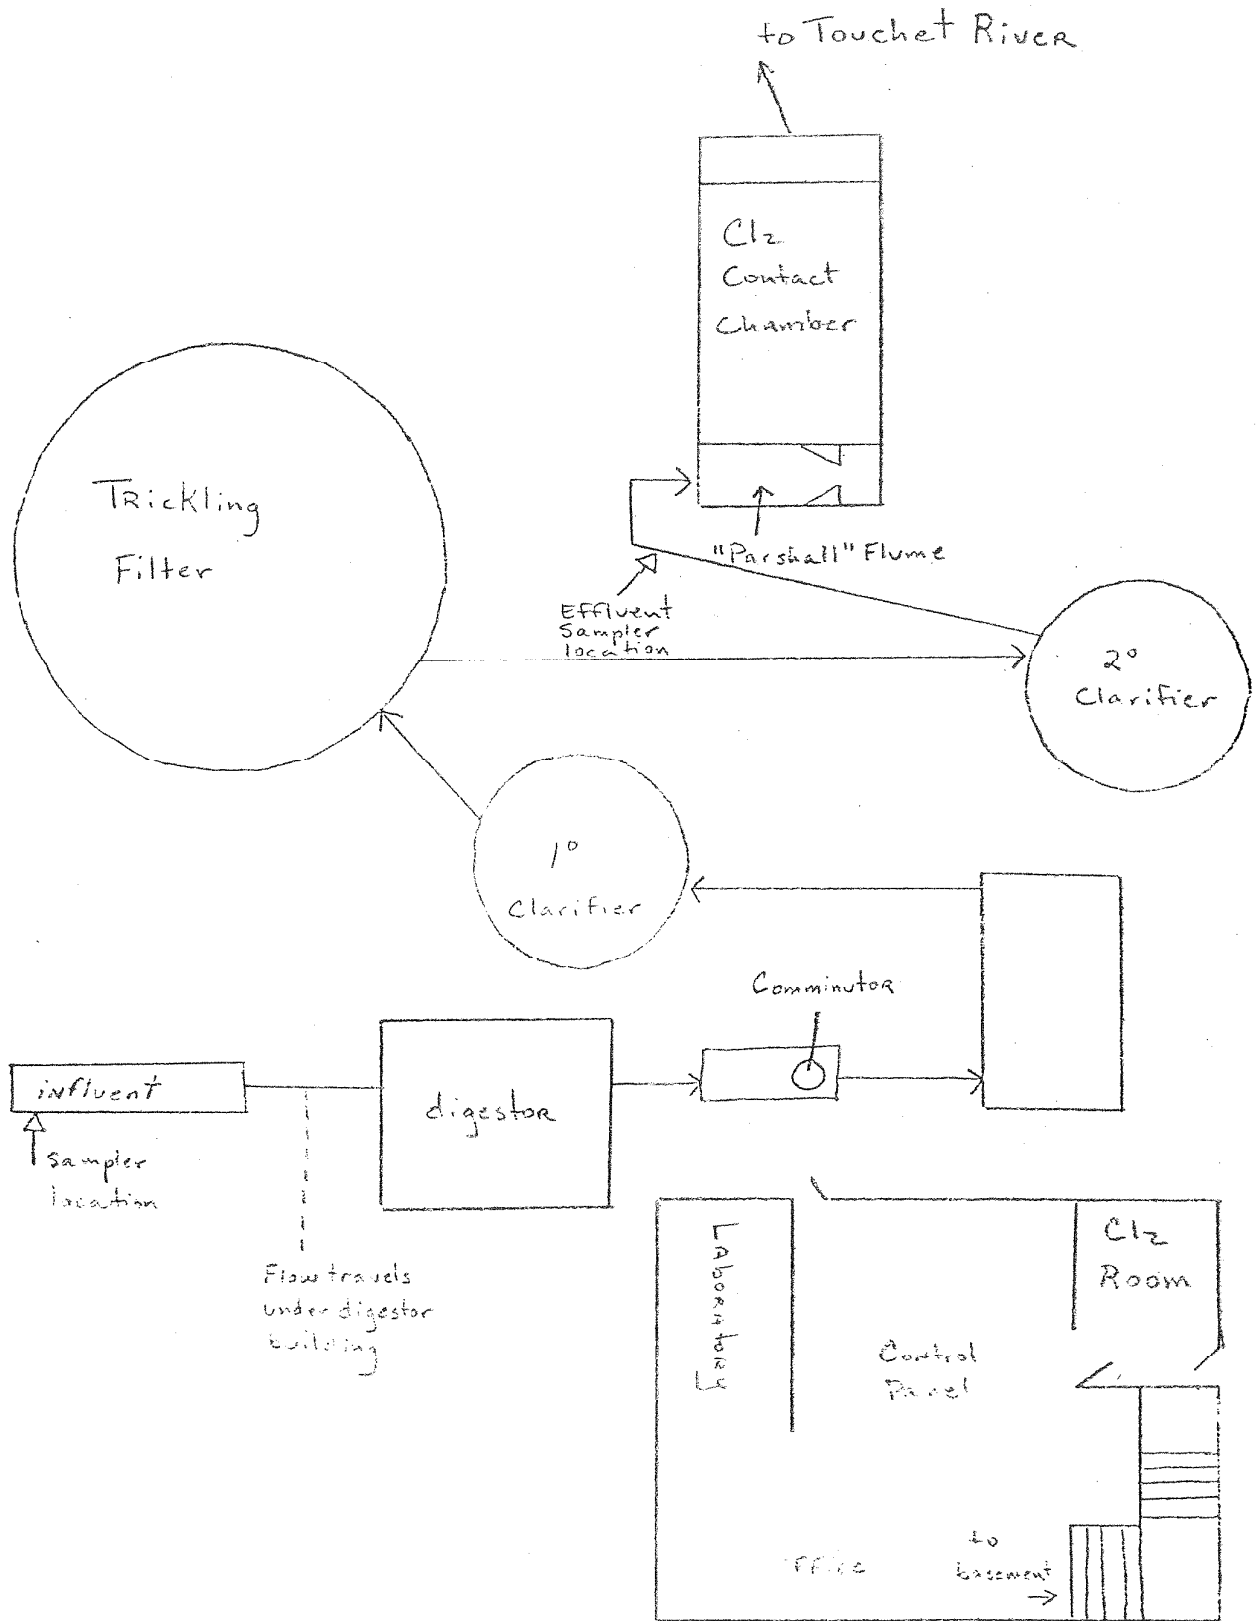 to Touchet River
Cl2
Contact
Chamber
Trickling
Filter
"Parshall" Flume
Effluent
Sampler
location
2°
Clarifier
1°
Clarifier
Comminutor
influent
digestor
Sampler
location
Flow travels
under digestor
building
Laboratory
Cl2
Room
Control
Panel
to
basement